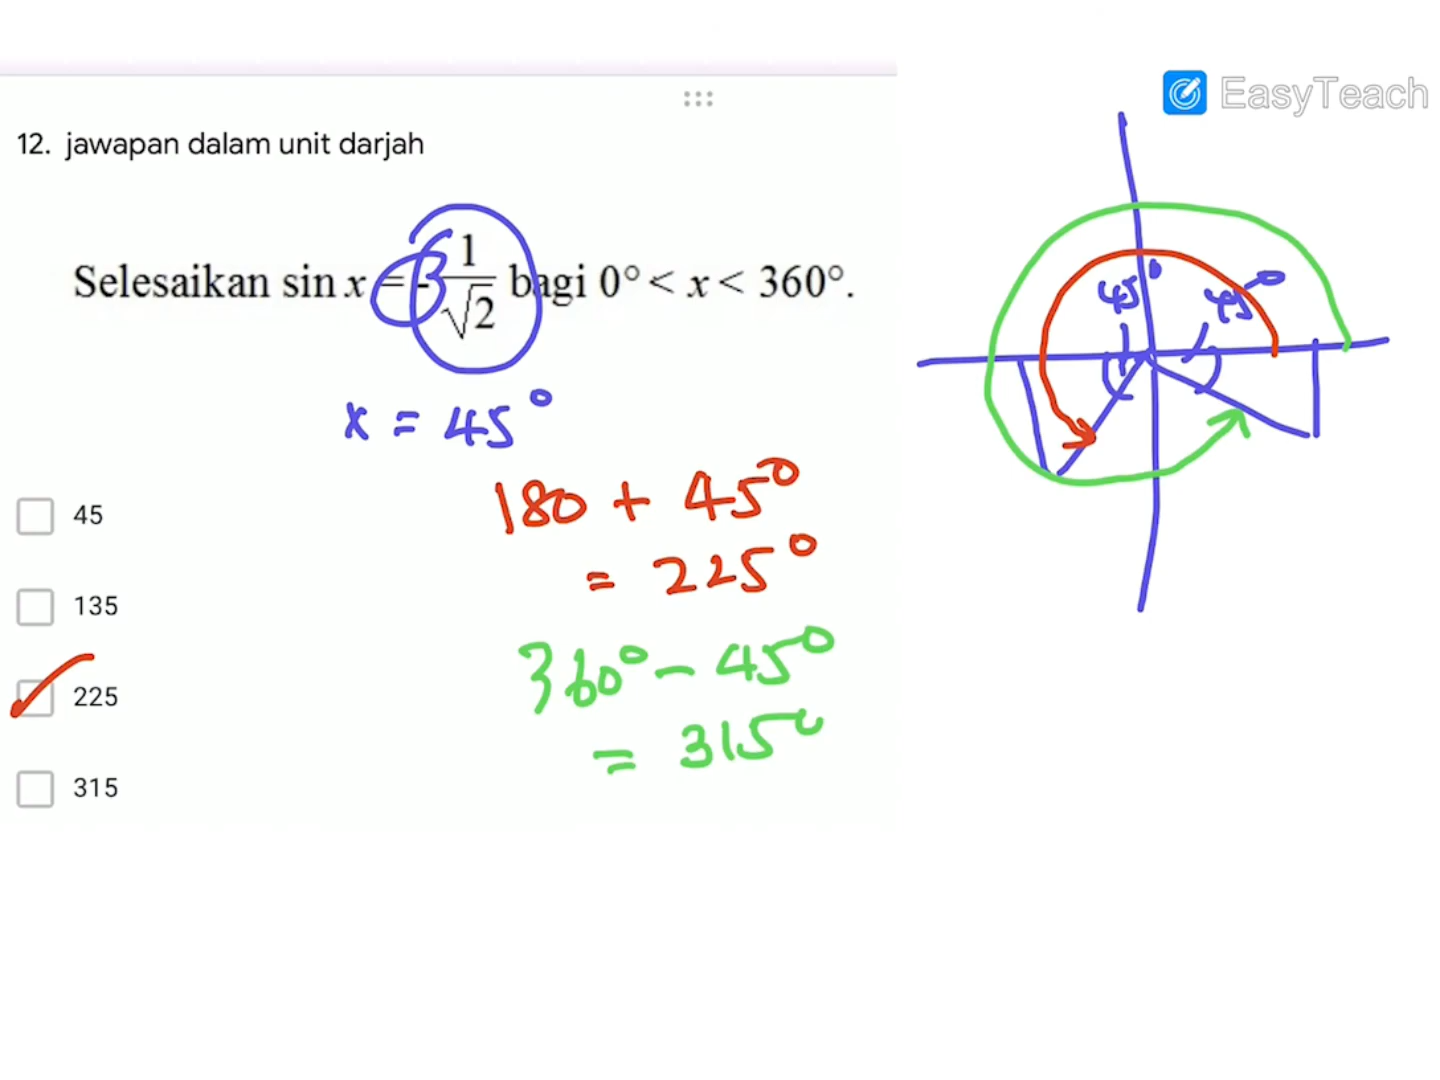 EasyTeach
12. jawapan dalam unit darjah
Selesaikan sin x = -1/√2 bagi 0° < x < 360°.
x = 45°
45° 45°
180 + 45°
= 225°
360° - 45°
= 315°
45
135
225
315